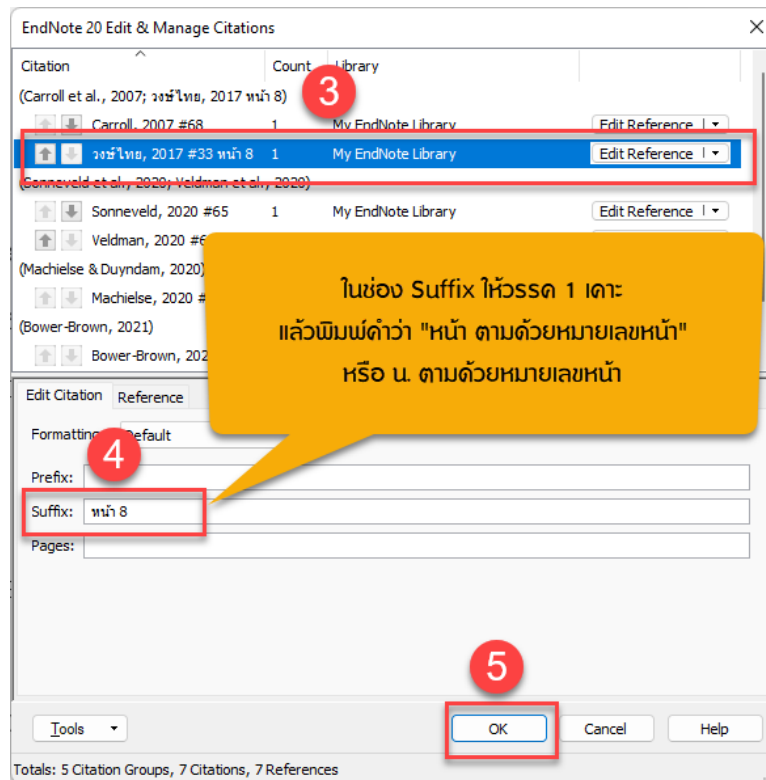 EndNote 20 Edit & Manage Citations
Citation Count Library
(Carroll et al., 2007; วงษ์ไทย, 2017 หน้า 8)
3
Carroll, 2007 #68 1 My EndNote Library Edit Reference
วงษ์ไทย, 2017 #33 หน้า 8 1 My EndNote Library Edit Reference
(Sonneveld et al., 2020; Veldman et al., 2020)
Sonneveld, 2020 #65 1 My EndNote Library Edit Reference
Veldman, 2020 #6
(Machielse & Duyndam, 2020)
Machielse, 2020 #
(Bower-Brown, 2021)
Bower-Brown, 202
ในช่อง Suffix ให้วรรค 1 เคาะ
แล้วพิมพ์คำว่า "หน้า ตามด้วยหมายเลขหน้า"
หรือ น. ตามด้วยหมายเลขหน้า
Edit Citation Reference
Formatting: Default
4
Prefix:
Suffix: หน้า 8
Pages:
5
Tools OK Cancel Help
Totals: 5 Citation Groups, 7 Citations, 7 References